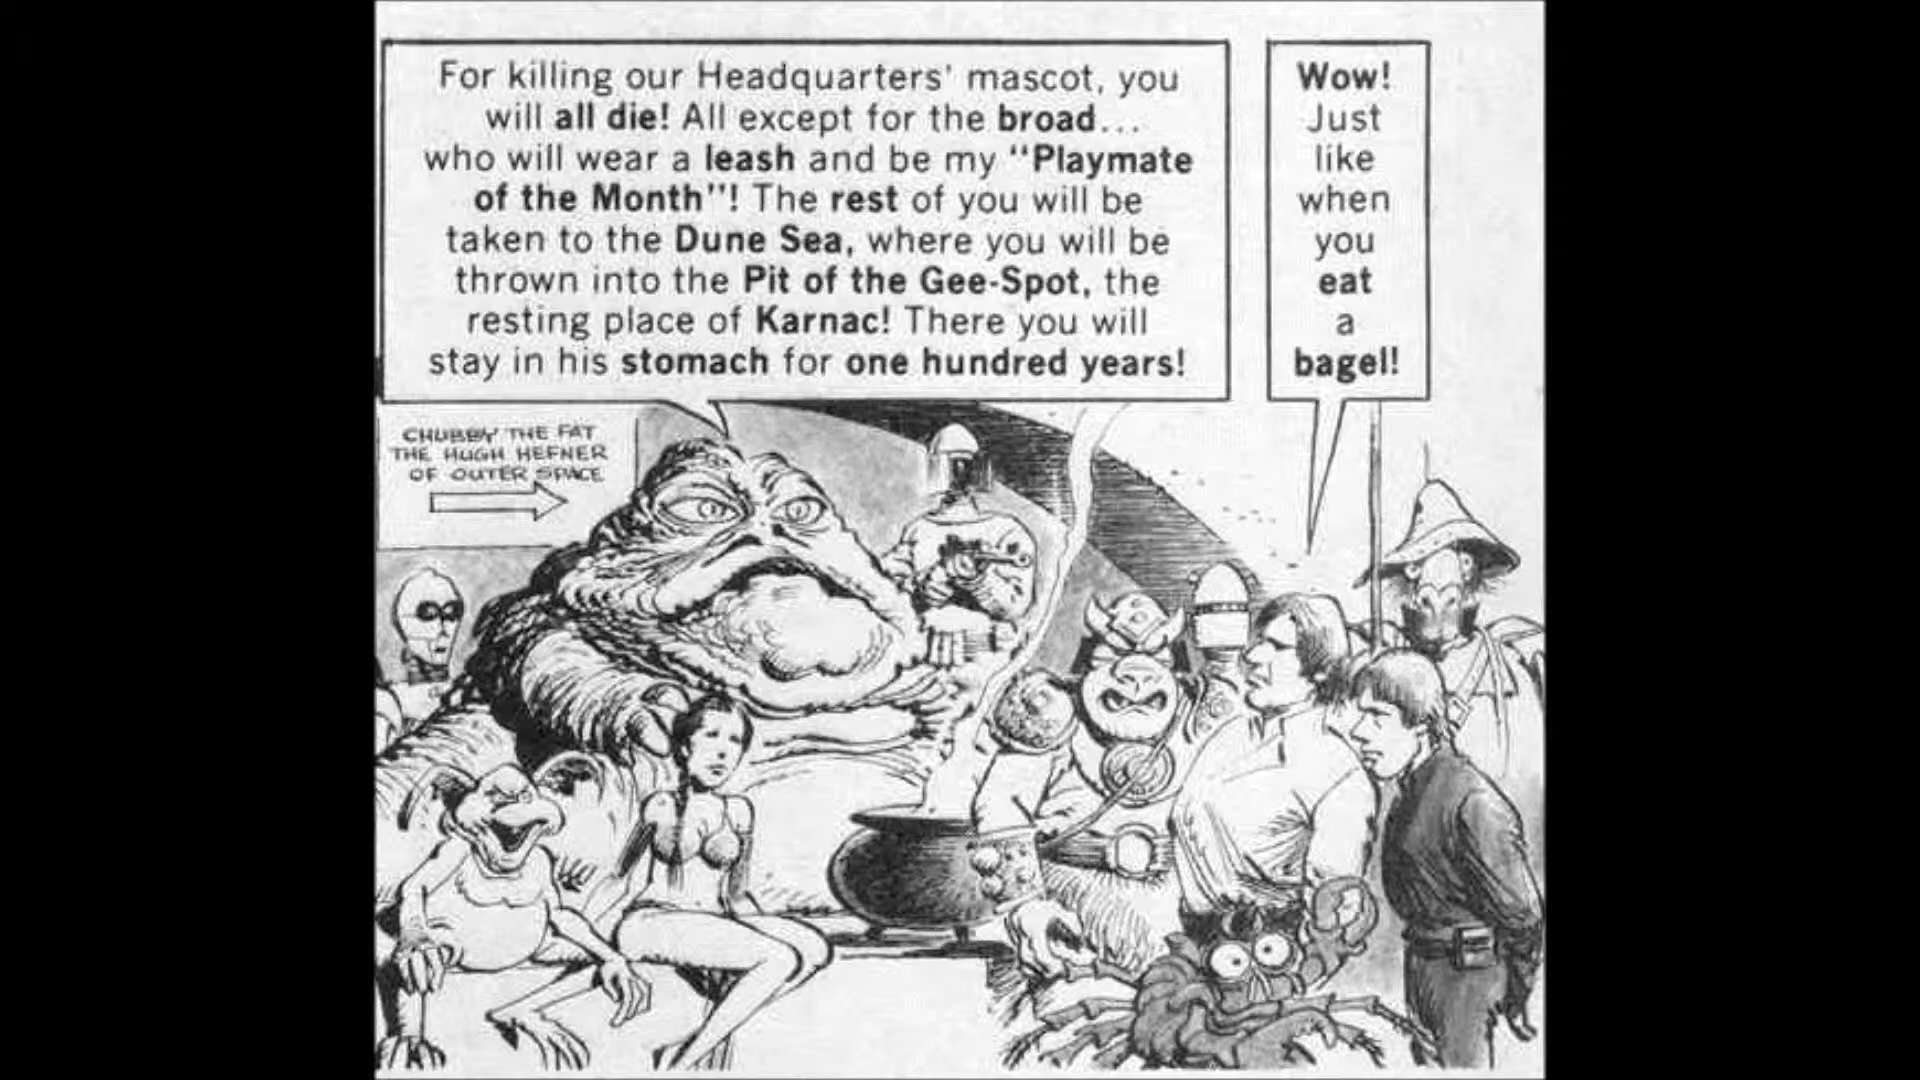 For killing our Headquarters' mascot, you
will all die! All except for the broad...
who will wear a leash and be my "Playmate
of the Month"! The rest of you will be
taken to the Dune Sea, where you will be
thrown into the Pit of the Gee-Spot, the
resting place of Karnac! There you will
stay in his stomach for one hundred years!
Wow!
Just
like
when
you
eat
a
bagel!
CHUBBY THE FAT
THE HUGH HEFNER
OF OUTER SPACE